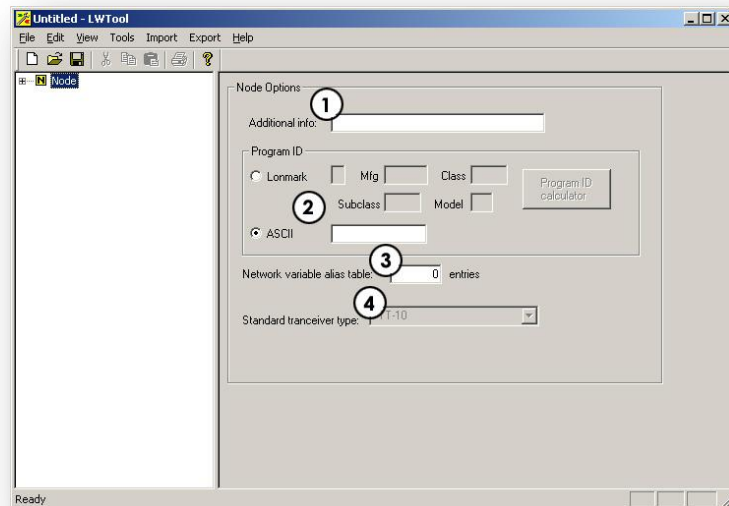 Untitled - LWTool
File Edit View Tools Import Export Help
N Node
Node Options
1
Additional info:
Program ID
Lonmark Mfg Class
Program ID
calculator
2 Subclass Model
ASCII
3
Network variable alias table: 0 entries
4
Standard tranceiver type: TT-10
Ready